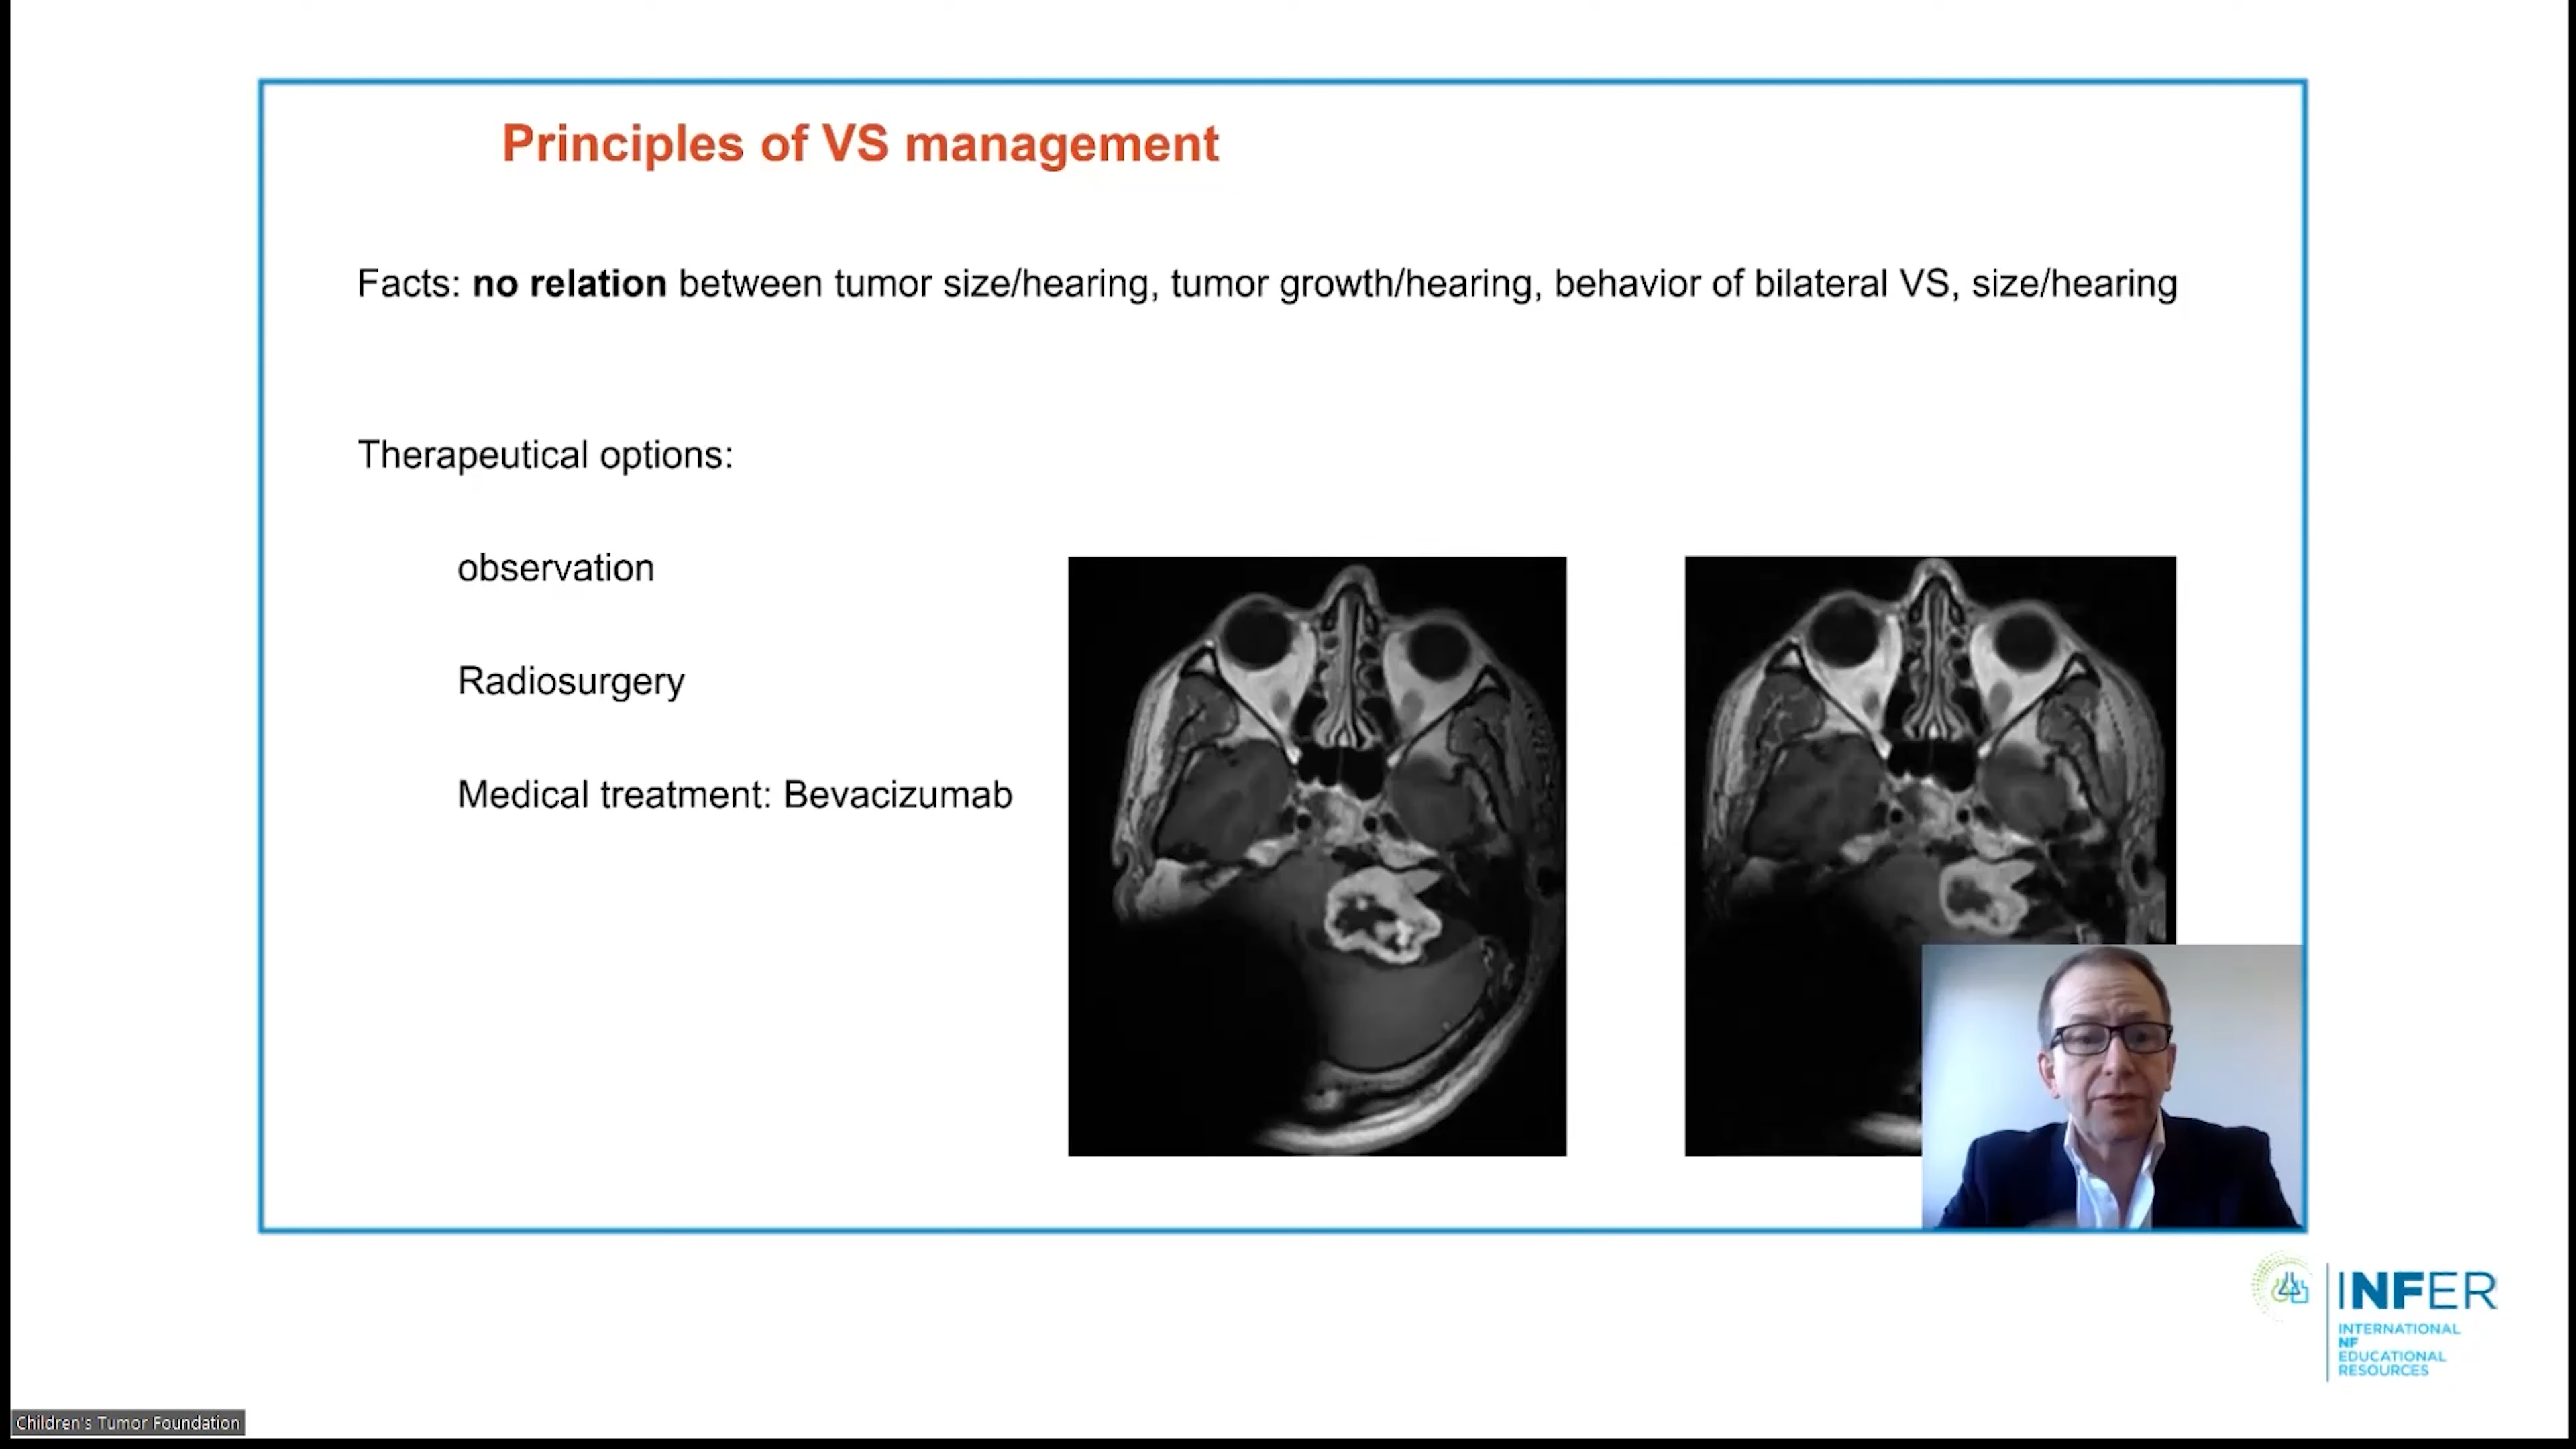 Principles of VS management
Facts: no relation between tumor size/hearing, tumor growth/hearing, behavior of bilateral VS, size/hearing
Therapeutical options:
observation
Radiosurgery
Medical treatment: Bevacizumab
INFER
INTERNATIONAL
NF
EDUCATIONAL
RESOURCES
Children's Tumor Foundation